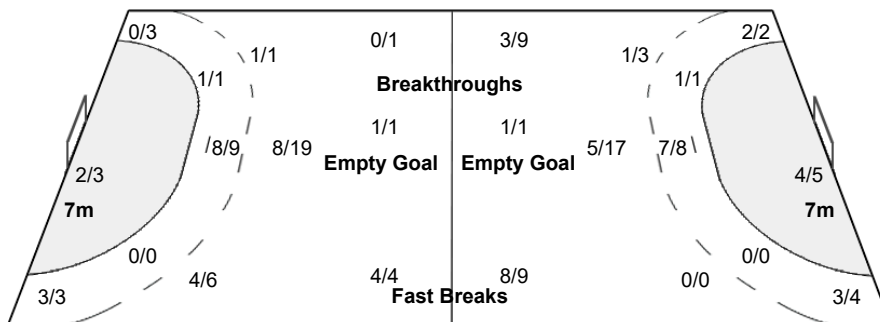 0/3 0/1 3/9 2/2
1/1 1/3
1/1 Breakthroughs 1/1
1/1 1/1
8/9 8/19 5/17 7/8
Empty Goal Empty Goal
2/3 4/5
7m 7m
0/0 0/0
4/6 4/4 8/9 0/0
3/3 Fast Breaks 3/4